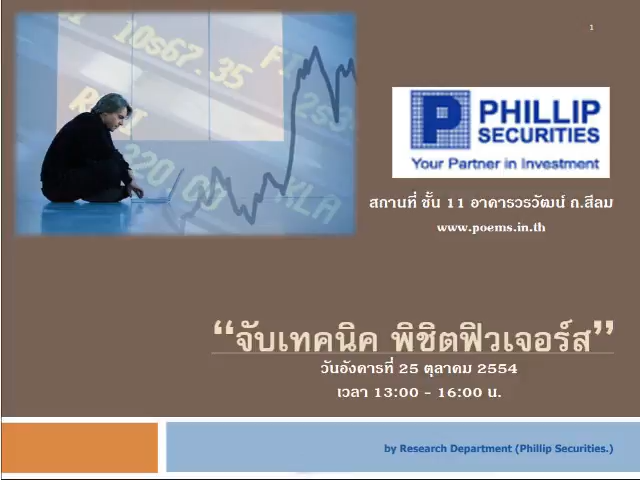 1
10s67.35
PHILLIP
SECURITIES
Your Partner in Investment
สถานที่ ชั้น 11 อาคารวรวัฒน์ ถ.สีลม
www.poems.in.th
“จับเทคนิค พิชิตฟิวเจอร์ส”
วันอังคารที่ 25 ตุลาคม 2554
เวลา 13:00 - 16:00 น.
by Research Department (Phillip Securities.)